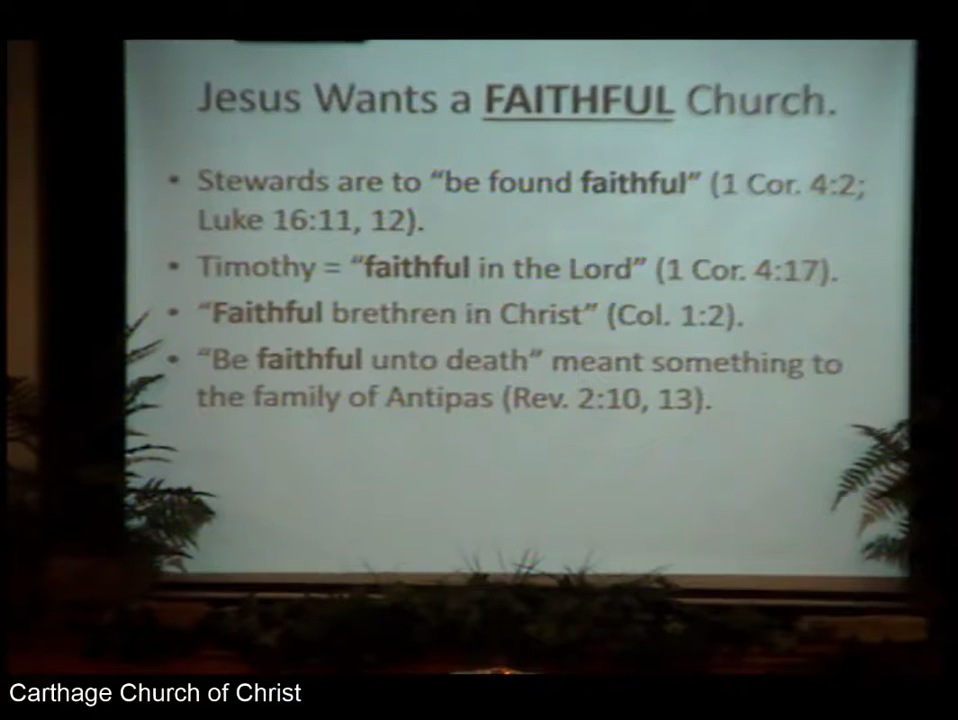 Jesus Wants a FAITHFUL Church.
• Stewards are to “be found faithful” (1 Cor. 4:2;
Luke 16:11, 12).
• Timothy = “faithful in the Lord” (1 Cor. 4:17).
• “Faithful brethren in Christ” (Col. 1:2).
• “Be faithful unto death” meant something to
the family of Antipas (Rev. 2:10, 13).
Carthage Church of Christ